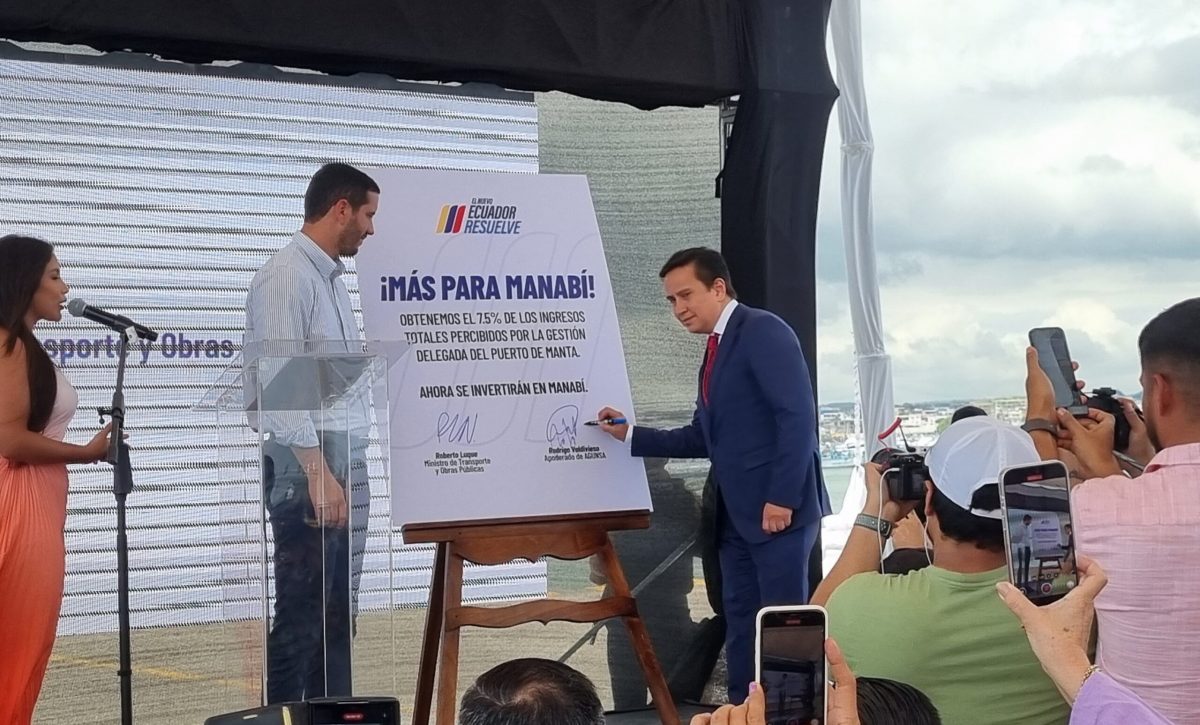 EL NUEVO
ECUADOR
RESUELVE
¡MÁS PARA MANABÍ!
OBTENEMOS EL 7.5% DE LOS INGRESOS
TOTALES PERCIBIDOS POR LA GESTIÓN
DELEGADA DEL PUERTO DE MANTA.
AHORA SE INVERTIRÁN EN MANABÍ.
Roberto Luque
Ministro de Transporte
y Obras Públicas
Rodrigo Valdivieso
Apoderado de AGUNSA
sporte y Obras